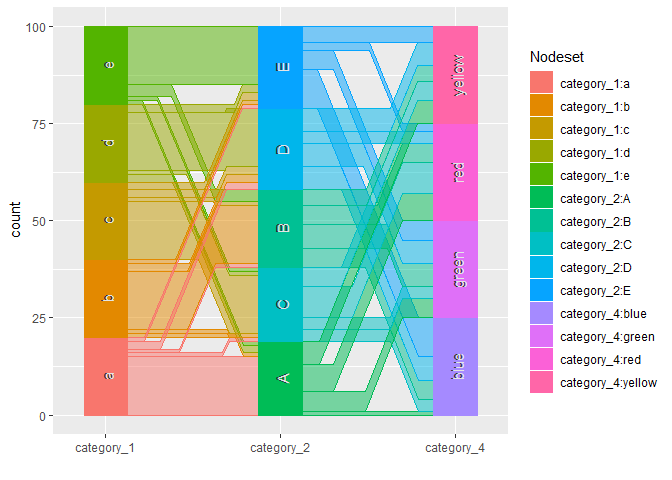 100
75
50
25
0
count
e
d
c
b
a
E
D
B
C
A
yellow
red
green
blue
category_1
category_2
category_4
Nodeset
category_1:a
category_1:b
category_1:c
category_1:d
category_1:e
category_2:A
category_2:B
category_2:C
category_2:D
category_2:E
category_4:blue
category_4:green
category_4:red
category_4:yellow